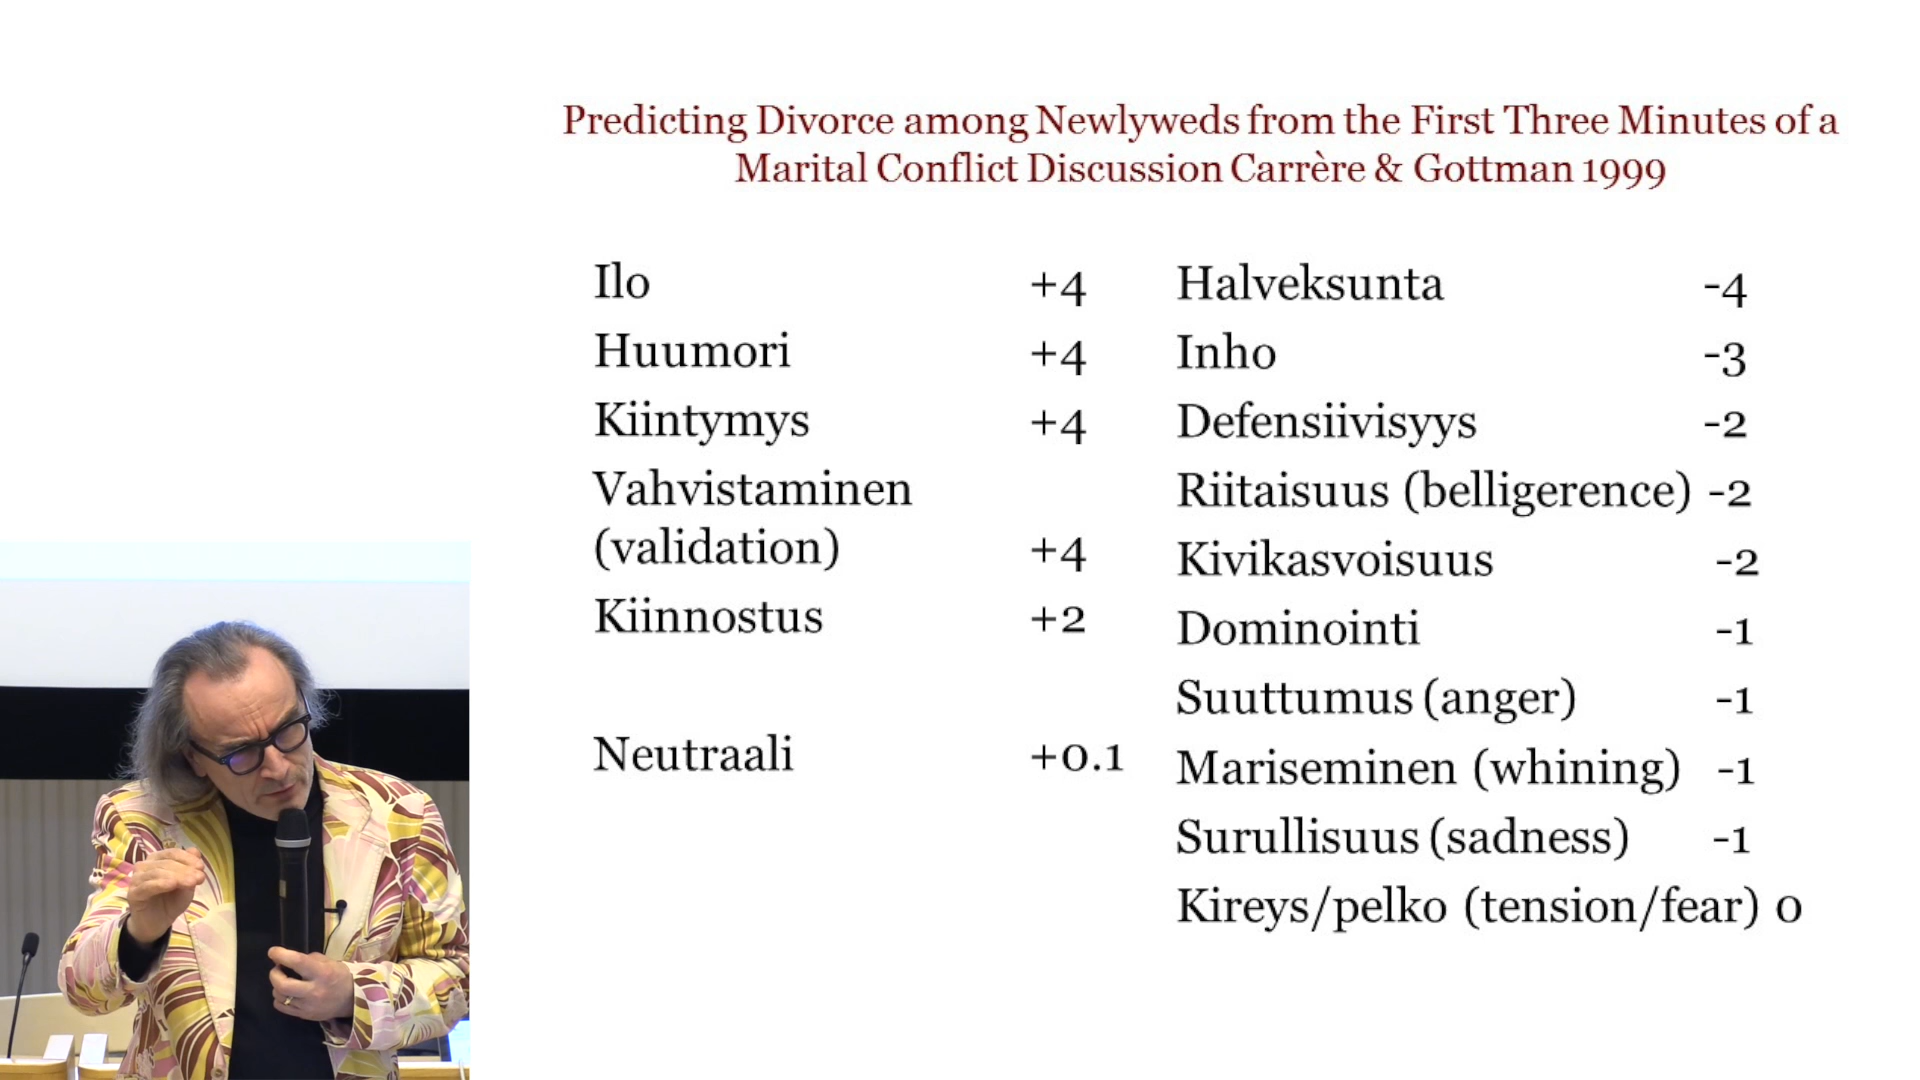 Predicting Divorce among Newlyweds from the First Three Minutes of a
Marital Conflict Discussion Carrère & Gottman 1999
Ilo +4
Huumori +4
Kiintymys +4
Vahvistaminen
(validation) +4
Kiinnostus +2
Neutraali +0.1
Halveksunta -4
Inho -3
Defensiivisyys -2
Riitaisuus (belligerence) -2
Kivikasvoisuus -2
Dominointi -1
Suuttumus (anger) -1
Mariseminen (whining) -1
Surullisuus (sadness) -1
Kireys/pelko (tension/fear) 0